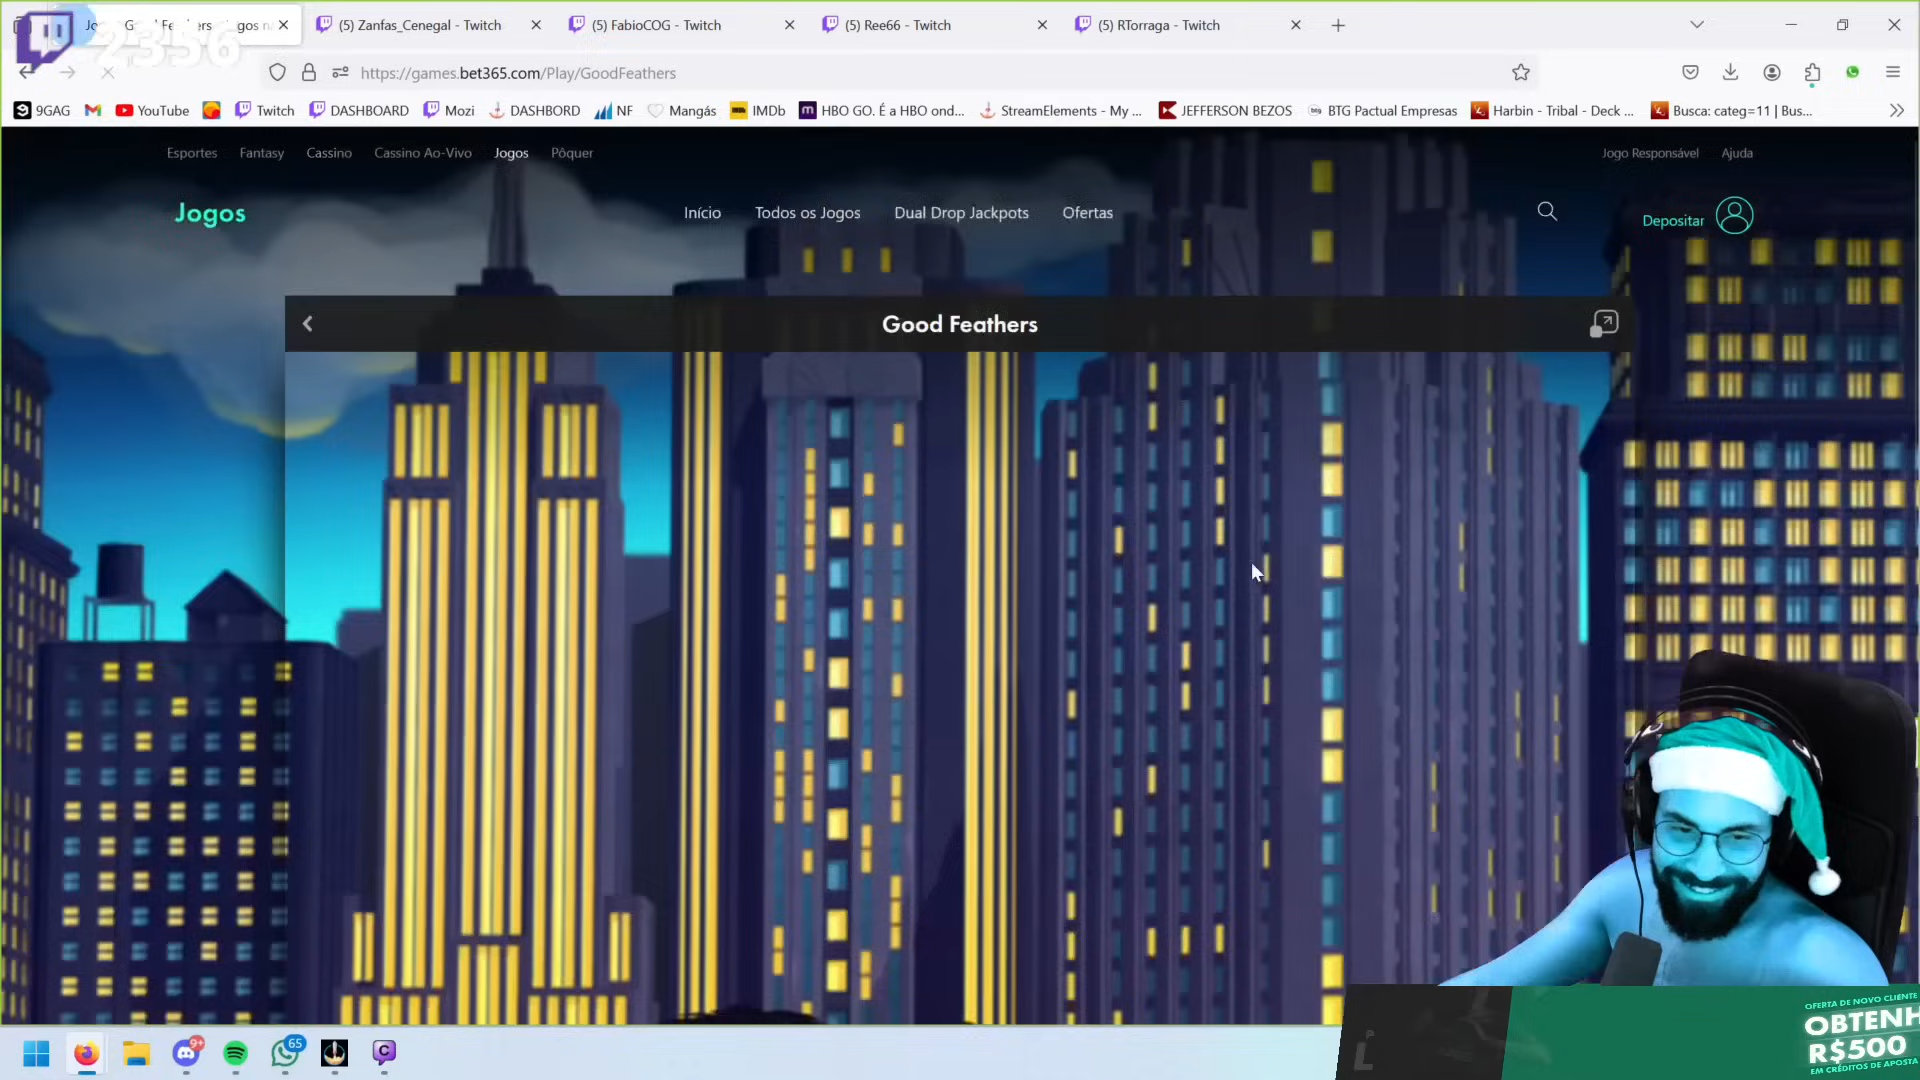 2356
(5) Zanfas_Cenegal - Twitch
(5) FabioCOG - Twitch
(5) Ree66 - Twitch
(5) RTorraga - Twitch
https://games.bet365.com/Play/GoodFeathers
9GAG
YouTube
Twitch
DASHBOARD
Mozi
DASHBORD
NF
Mangás
IMDb
HBO GO. É a HBO ond...
StreamElements - My ...
JEFFERSON BEZOS
BTG Pactual Empresas
Harbin - Tribal - Deck ...
Busca: categ=11 | Bus...
Esportes
Fantasy
Cassino
Cassino Ao-Vivo
Jogos
Pôquer
Jogo Responsável
Ajuda
Jogos
Início
Todos os Jogos
Dual Drop Jackpots
Ofertas
Depositar
Good Feathers
9+
65
OFERTA DE NOVO CLIENTE
OBTENH
R$500
EM CRÉDITOS DE APOSTA